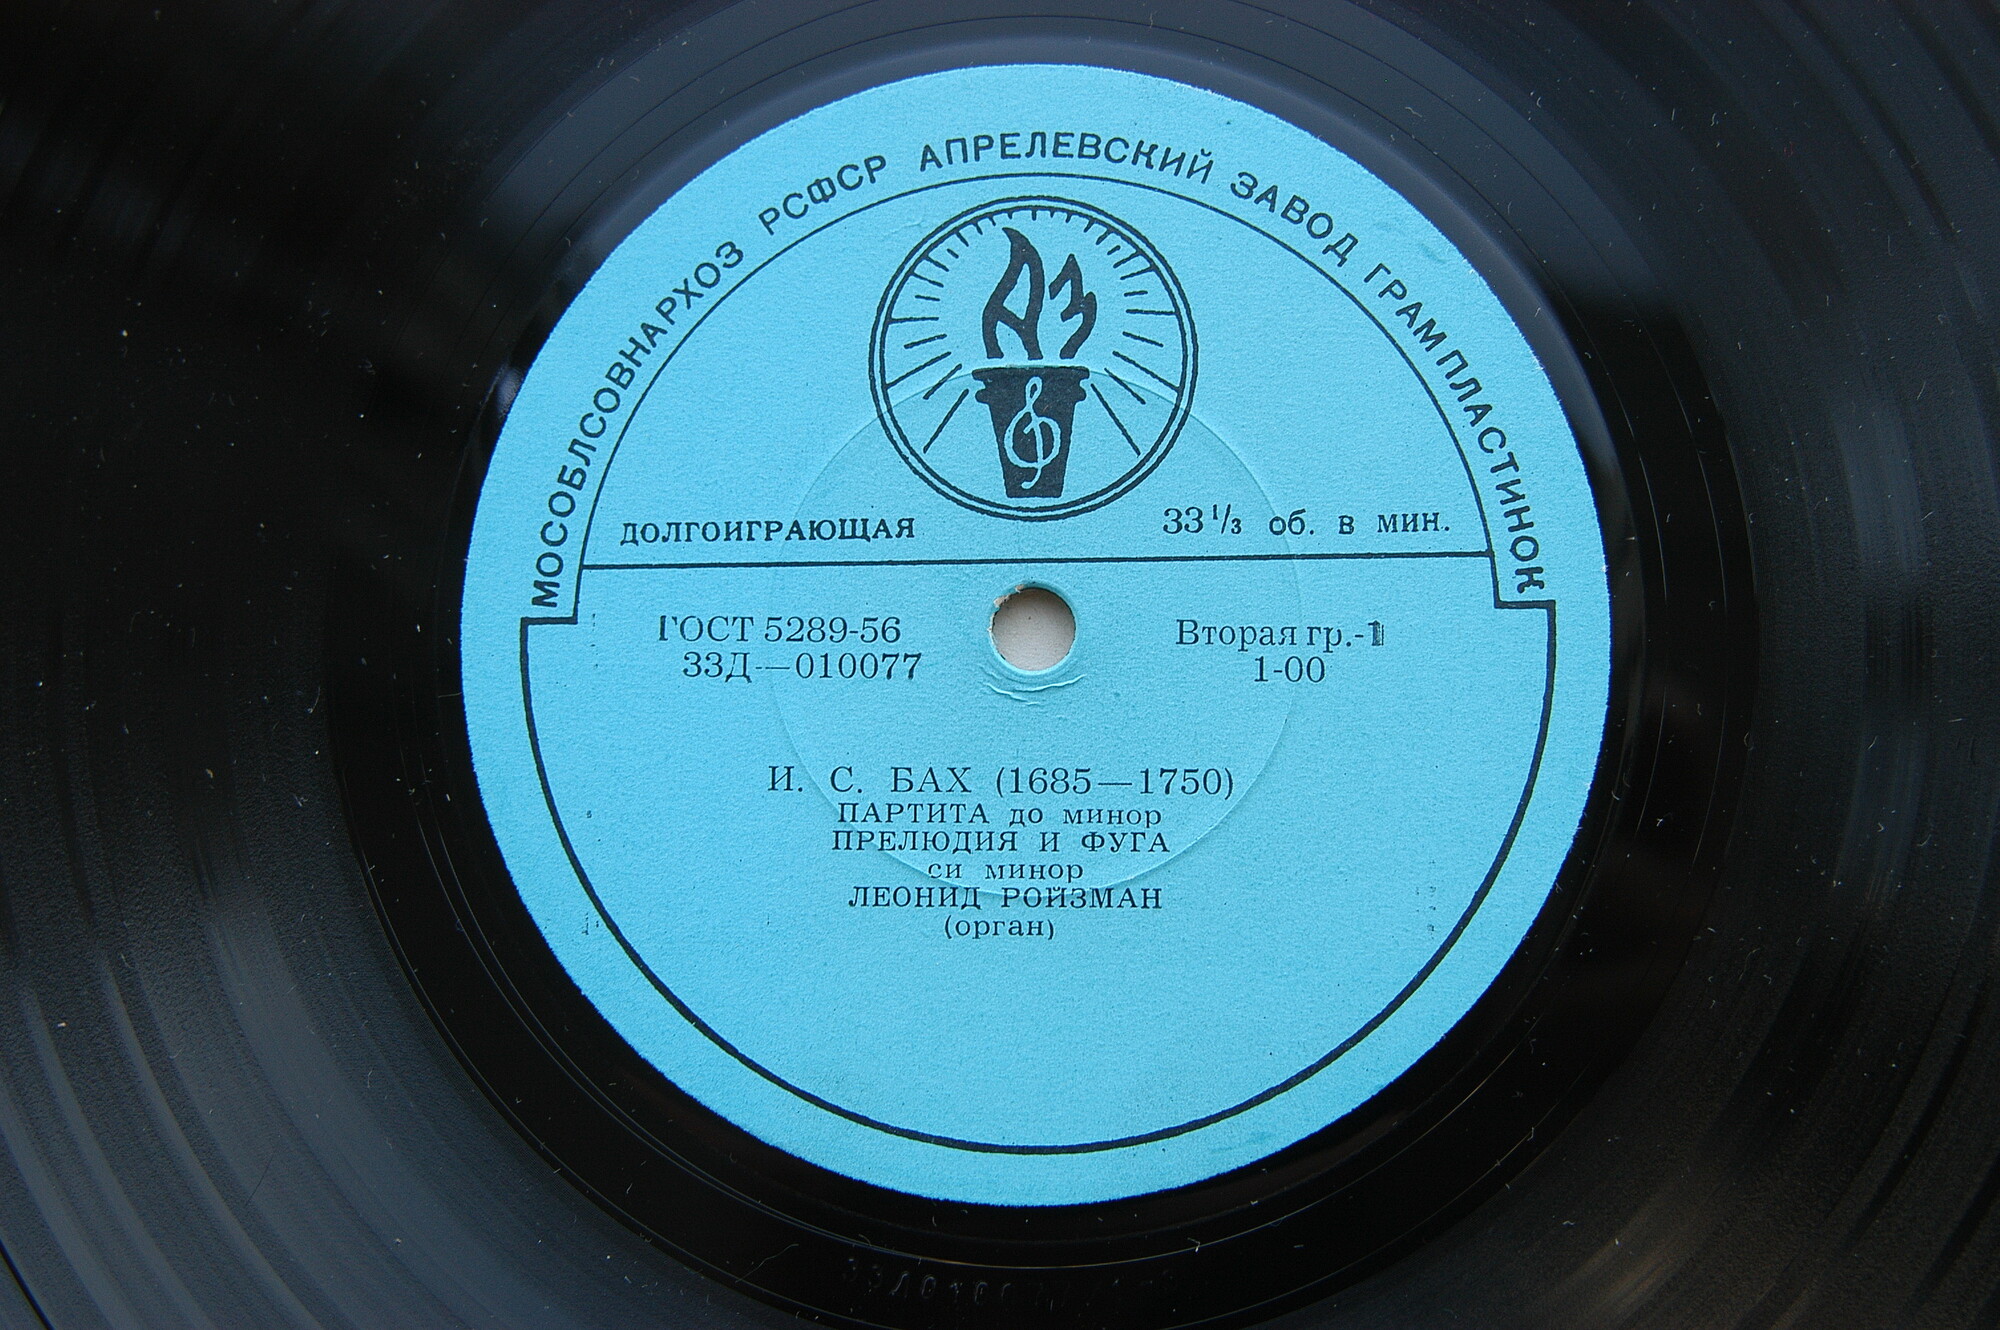 МОСОБЛСОВНАРХОЗ РСФСР АПРЕЛЕВСКИЙ ЗАВОД ГРАМПЛАСТИНОК
АЗ
ДОЛГОИГРАЮЩАЯ 33 1/3 об. в мин.
ГОСТ 5289-56 Вторая гр.-1
33Д—010077 1-00
И. С. БАХ (1685—1750)
ПАРТИТА до минор
ПРЕЛЮДИЯ И ФУГА
си минор
ЛЕОНИД РОЙЗМАН
(орган)